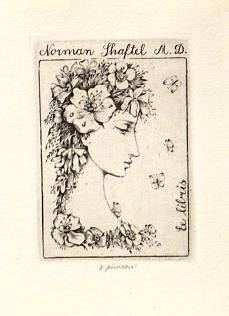 Norman Shaftel M. D.
Ex libris